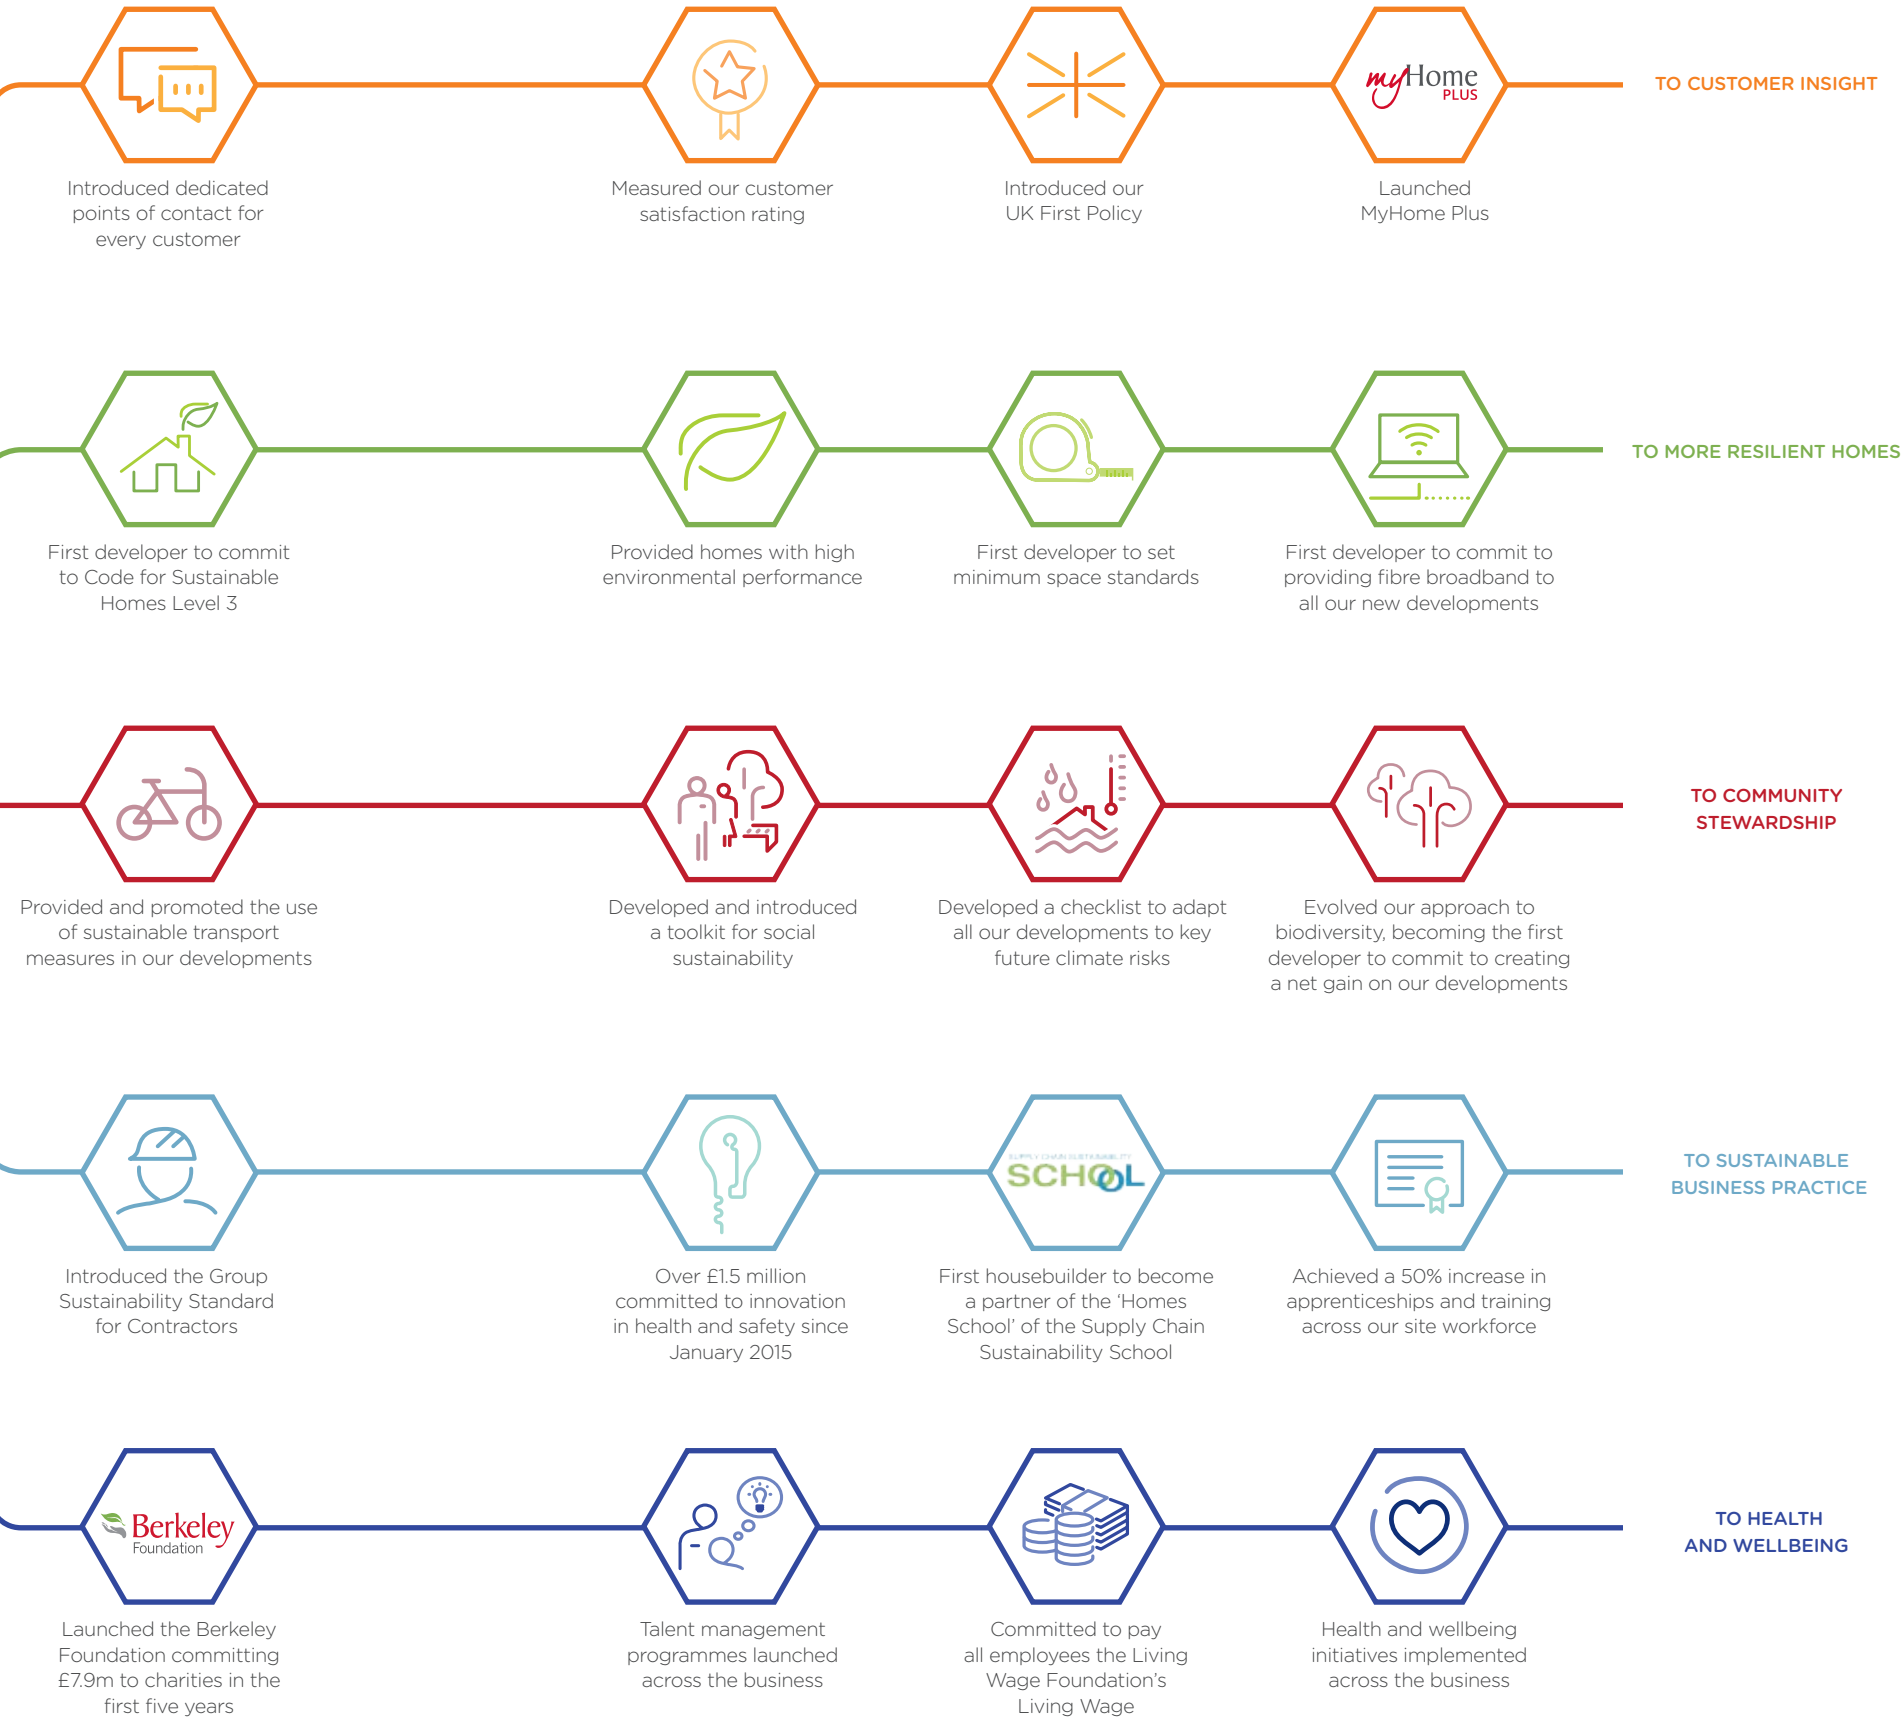 my Home
PLUS
TO CUSTOMER INSIGHT
Introduced dedicated
points of contact for
every customer
Measured our customer
satisfaction rating
Introduced our
UK First Policy
Launched
MyHome Plus
TO MORE RESILIENT HOMES
First developer to commit
to Code for Sustainable
Homes Level 3
Provided homes with high
environmental performance
First developer to set
minimum space standards
First developer to commit to
providing fibre broadband to
all our new developments
TO COMMUNITY
STEWARDSHIP
Provided and promoted the use
of sustainable transport
measures in our developments
Developed and introduced
a toolkit for social
sustainability
Developed a checklist to adapt
all our developments to key
future climate risks
Evolved our approach to
biodiversity, becoming the first
developer to commit to creating
a net gain on our developments
SUPPLY CHAIN SUSTAINABILITY
SCHOOL
TO SUSTAINABLE
BUSINESS PRACTICE
Introduced the Group
Sustainability Standard
for Contractors
Over £1.5 million
committed to innovation
in health and safety since
January 2015
First housebuilder to become
a partner of the ‘Homes
School’ of the Supply Chain
Sustainability School
Achieved a 50% increase in
apprenticeships and training
across our site workforce
Berkeley
Foundation
TO HEALTH
AND WELLBEING
Launched the Berkeley
Foundation committing
£7.9m to charities in the
first five years
Talent management
programmes launched
across the business
Committed to pay
all employees the Living
Wage Foundation’s
Living Wage
Health and wellbeing
initiatives implemented
across the business